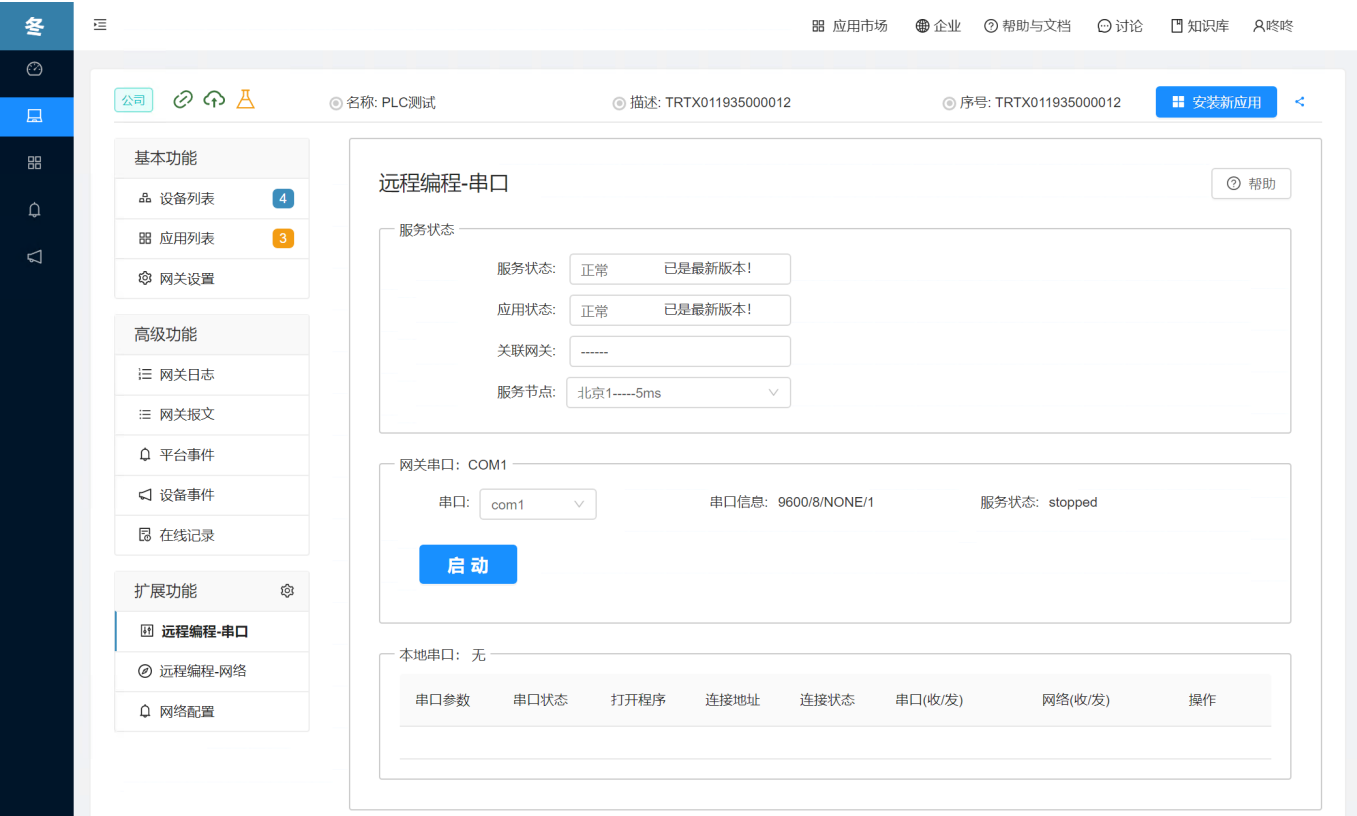 冬
应用市场 企业 帮助与文档 讨论 知识库 咚咚
公司 名称: PLC测试 描述: TRTX011935000012 序号: TRTX011935000012 安装新应用
基本功能
设备列表 4
应用列表 3
网关设置
高级功能
网关日志
网关报文
平台事件
设备事件
在线记录
扩展功能
远程编程-串口
远程编程-网络
网络配置
远程编程-串口 帮助
服务状态
服务状态: 正常 已是最新版本!
应用状态: 正常 已是最新版本!
关联网关: ------
服务节点: 北京1-----5ms
网关串口: COM1
串口: com1 串口信息: 9600/8/NONE/1 服务状态: stopped
启动
本地串口: 无
串口参数 串口状态 打开程序 连接地址 连接状态 串口(收/发) 网络(收/发) 操作